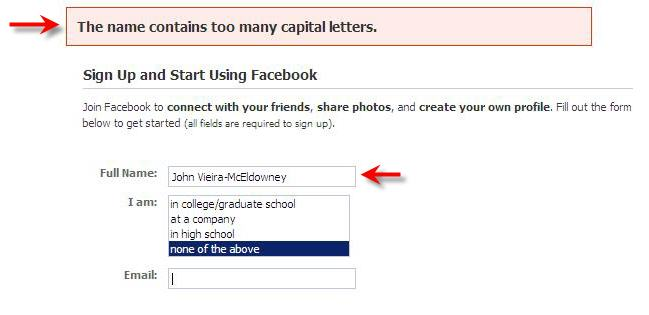 The name contains too many capital letters.
Sign Up and Start Using Facebook
Join Facebook to connect with your friends, share photos, and create your own profile. Fill out the form
below to get started (all fields are required to sign up).
Full Name: John Vieira-McEldowney
I am: in college/graduate school
at a company
in high school
none of the above
Email: